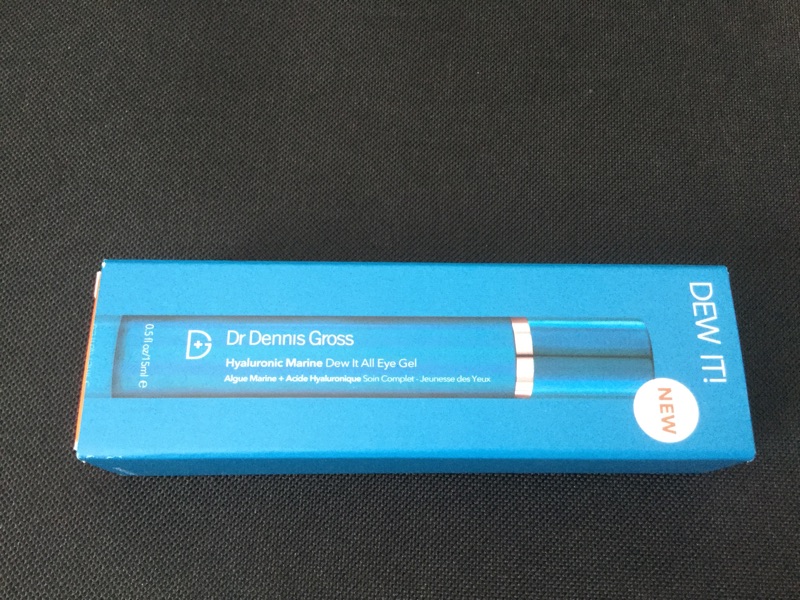 Dr Dennis Gross
Hyaluronic Marine Dew It All Eye Gel
Algue Marine + Acide Hyaluronique Soin Complet - Jeunesse des Yeux
0.5 fl oz/15ml ℮
DEW IT!
NEW